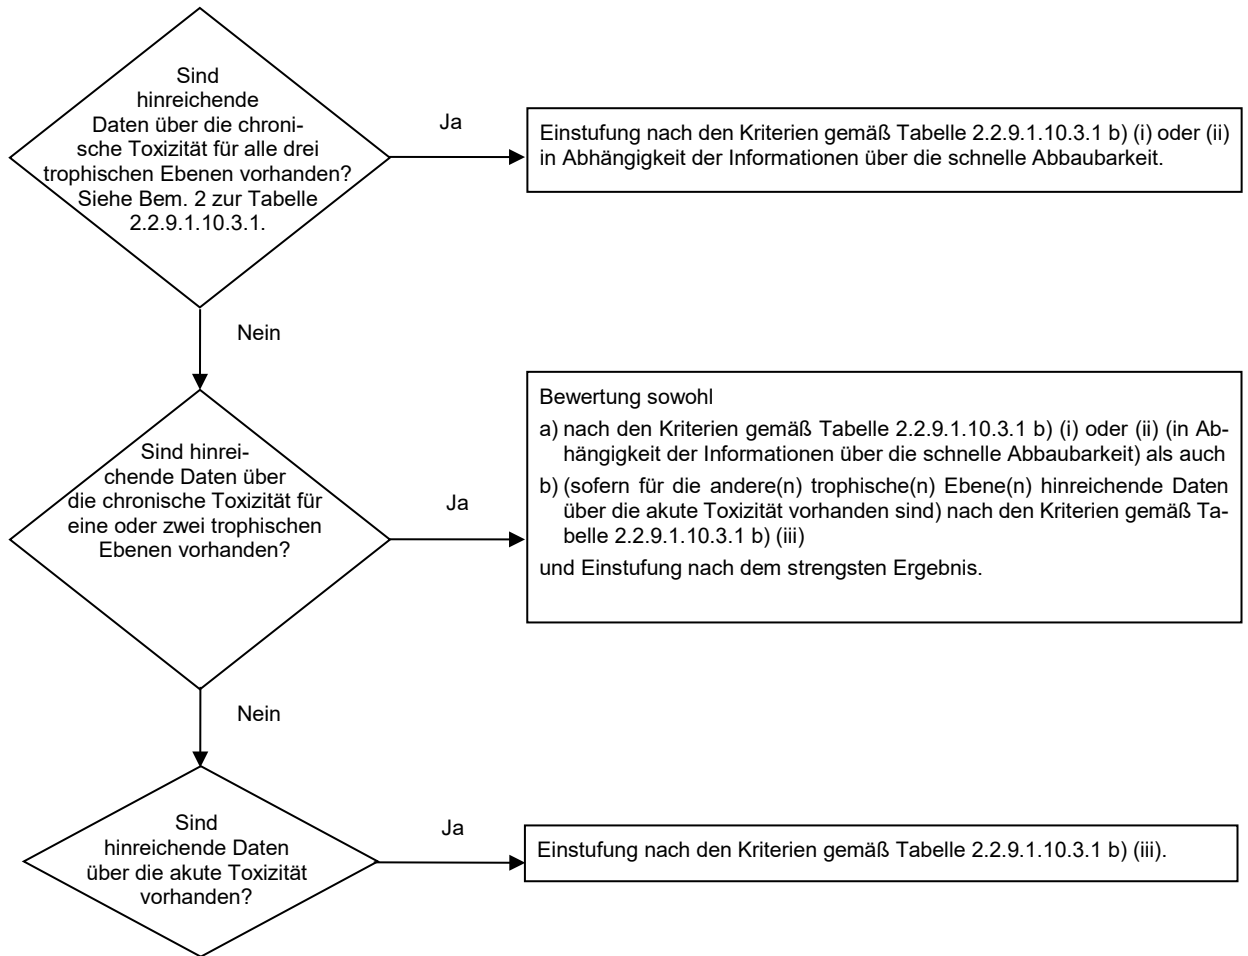 Sind
hinreichende
Daten über die chroni-
sche Toxizität für alle drei
trophischen Ebenen vorhanden?
Siehe Bem. 2 zur Tabelle
2.2.9.1.10.3.1.
Ja
Einstufung nach den Kriterien gemäß Tabelle 2.2.9.1.10.3.1 b) (i) oder (ii)
in Abhängigkeit der Informationen über die schnelle Abbaubarkeit.
Nein
Sind hinrei-
chende Daten über
die chronische Toxizität für
eine oder zwei trophischen
Ebenen vorhanden?
Ja
Bewertung sowohl
a) nach den Kriterien gemäß Tabelle 2.2.9.1.10.3.1 b) (i) oder (ii) (in Ab-
hängigkeit der Informationen über die schnelle Abbaubarkeit) als auch
b) (sofern für die andere(n) trophische(n) Ebene(n) hinreichende Daten
über die akute Toxizität vorhanden sind) nach den Kriterien gemäß Ta-
belle 2.2.9.1.10.3.1 b) (iii)
und Einstufung nach dem strengsten Ergebnis.
Nein
Sind
hinreichende Daten
über die akute Toxizität
vorhanden?
Ja
Einstufung nach den Kriterien gemäß Tabelle 2.2.9.1.10.3.1 b) (iii).